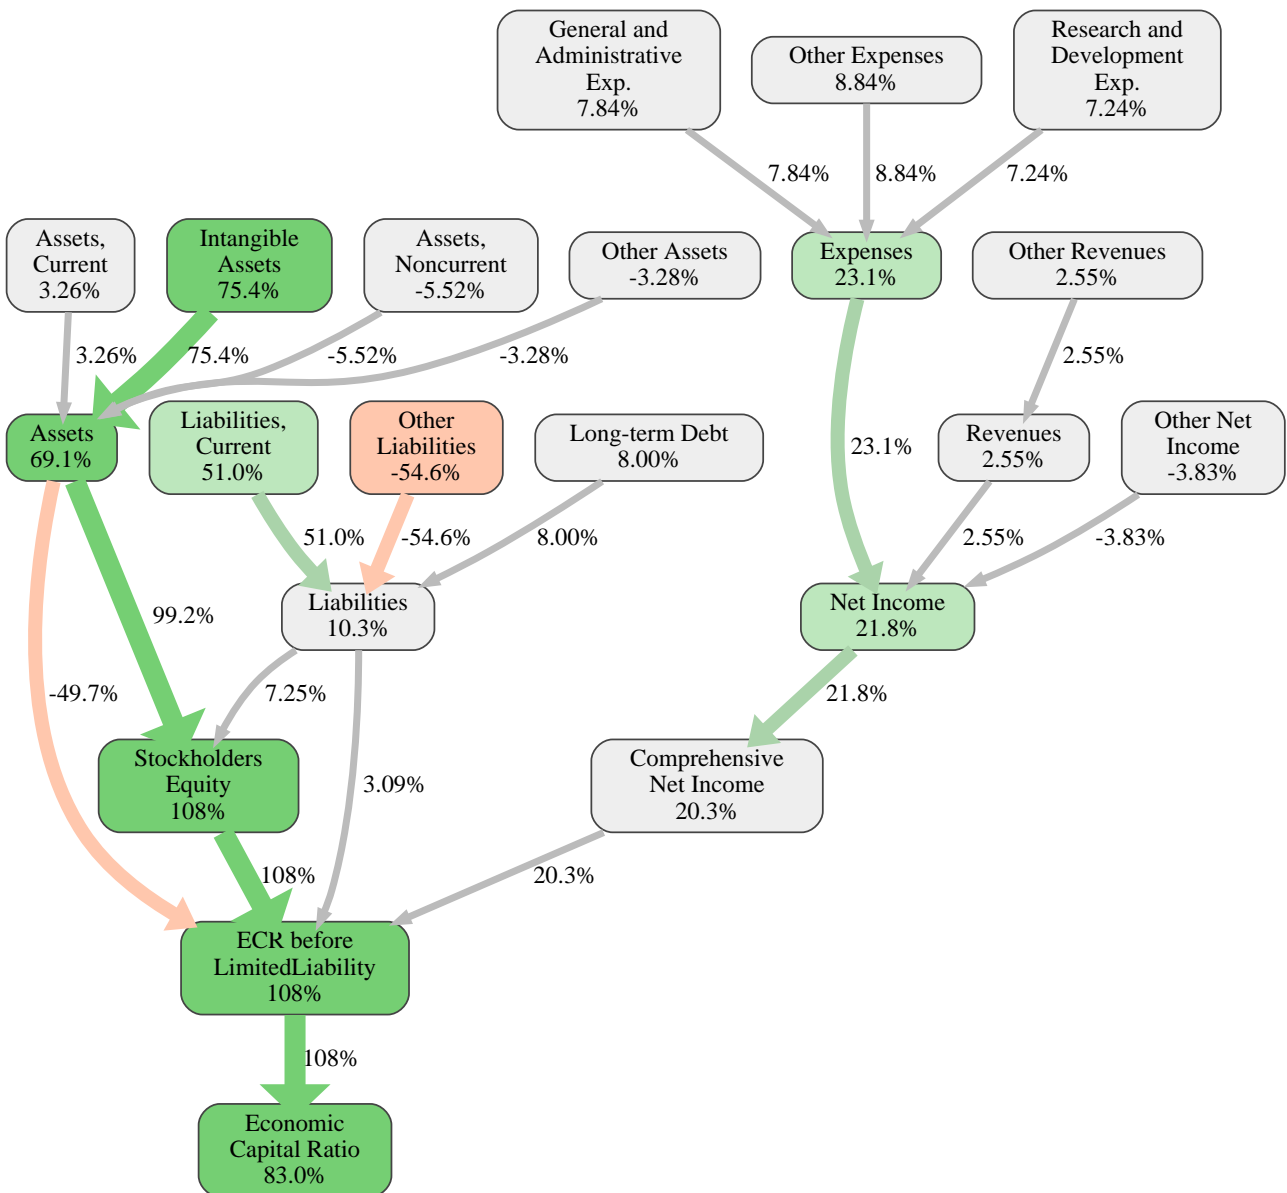 General and
Administrative
Exp.
7.84%
Other Expenses
8.84%
Research and
Development
Exp.
7.24%
7.84%
8.84%
7.24%
Assets,
Current
3.26%
Intangible
Assets
75.4%
Assets,
Noncurrent
-5.52%
Other Assets
-3.28%
Expenses
23.1%
Other Revenues
2.55%
3.26%
75.4%
-5.52%
-3.28%
2.55%
Assets
69.1%
Liabilities,
Current
51.0%
Other
Liabilities
-54.6%
Long-term Debt
8.00%
23.1%
Revenues
2.55%
Other Net
Income
-3.83%
51.0%
-54.6%
8.00%
2.55%
-3.83%
99.2%
Liabilities
10.3%
Net Income
21.8%
-49.7%
7.25%
21.8%
Stockholders
Equity
108%
3.09%
Comprehensive
Net Income
20.3%
108%
20.3%
ECR before
LimitedLiability
108%
108%
Economic
Capital Ratio
83.0%